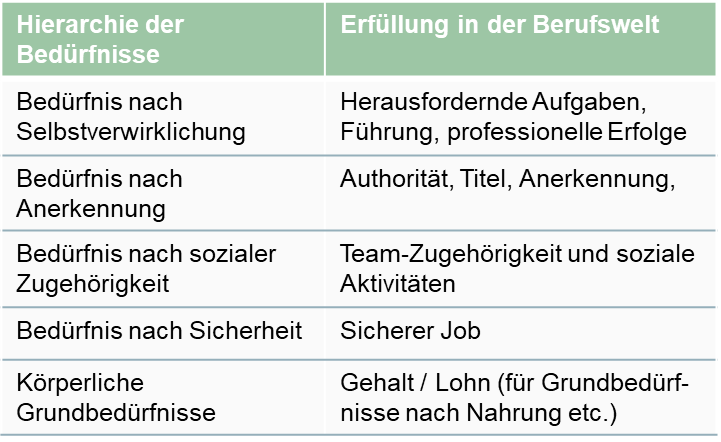 Hierarchie der
Bedürfnisse
Erfüllung in der Berufswelt
Bedürfnis nach
Selbstverwirklichung
Herausfordernde Aufgaben,
Führung, professionelle Erfolge
Bedürfnis nach
Anerkennung
Authorität, Titel, Anerkennung,
Bedürfnis nach sozialer
Zugehörigkeit
Team-Zugehörigkeit und soziale
Aktivitäten
Bedürfnis nach Sicherheit
Sicherer Job
Körperliche
Grundbedürfnisse
Gehalt / Lohn (für Grundbedürf-
nisse nach Nahrung etc.)